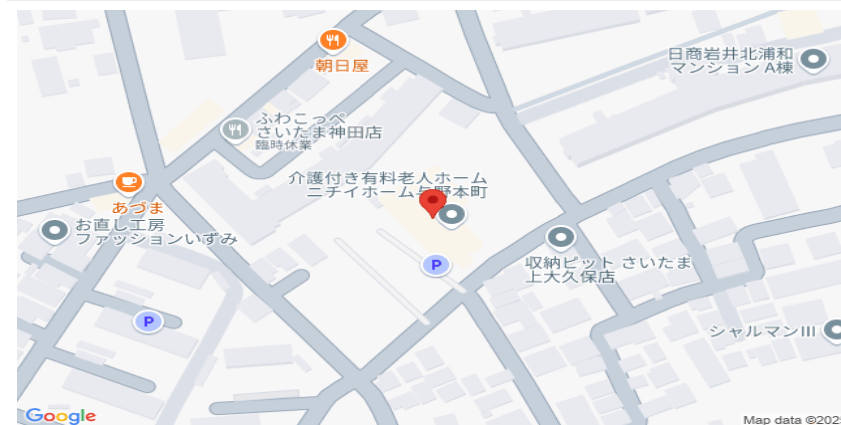 朝日屋
日商岩井北浦和
マンションA棟
ふわこっぺ
さいたま神田店
臨時休業
介護付き有料老人ホーム
ニチイホーム与野本町
あづま
お直し工房
ファッションいずみ
P
収納ピット さいたま
上大久保店
P
シャルマンIII
Google
Map data ©2025